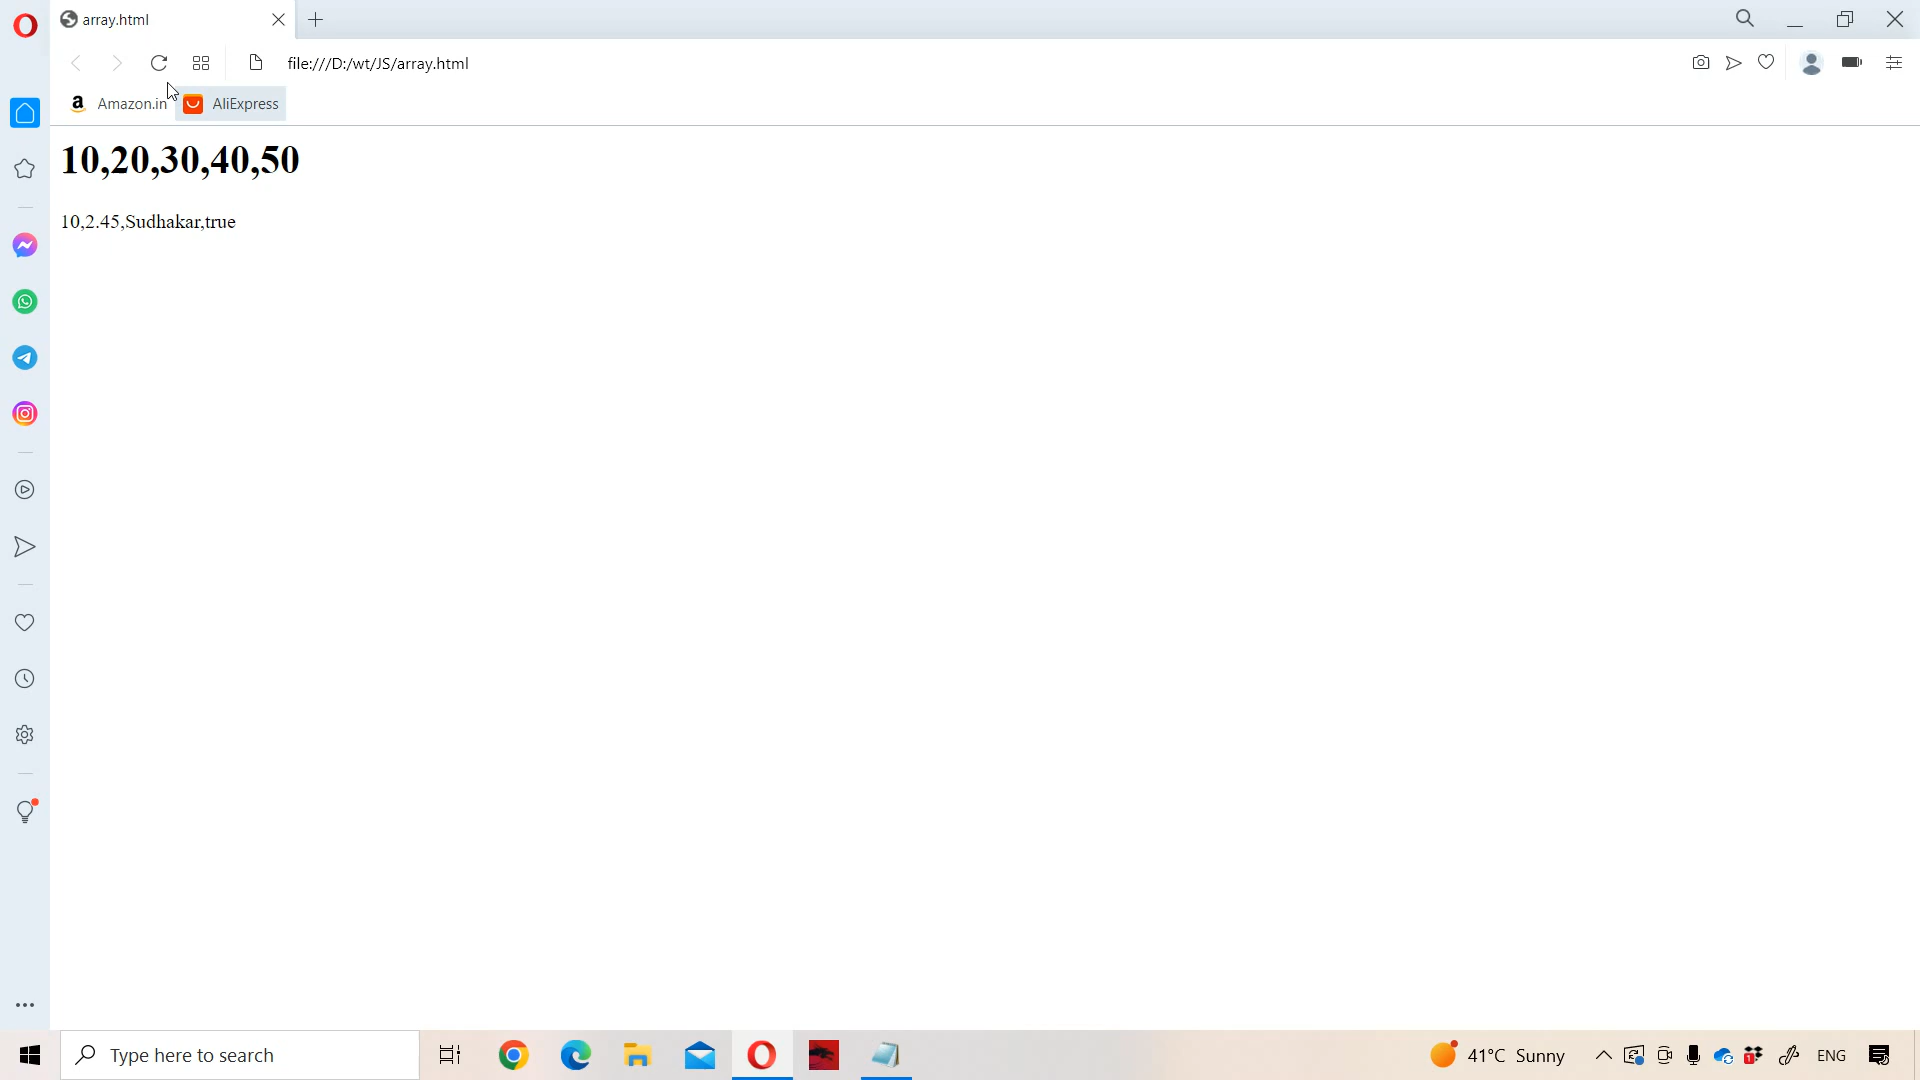 array.html
file:///D:/wt/JS/array.html
a Amazon.in AliExpress
10,20,30,40,50
10,2.45,Sudhakar,true
Type here to search
41°C Sunny
1
ENG